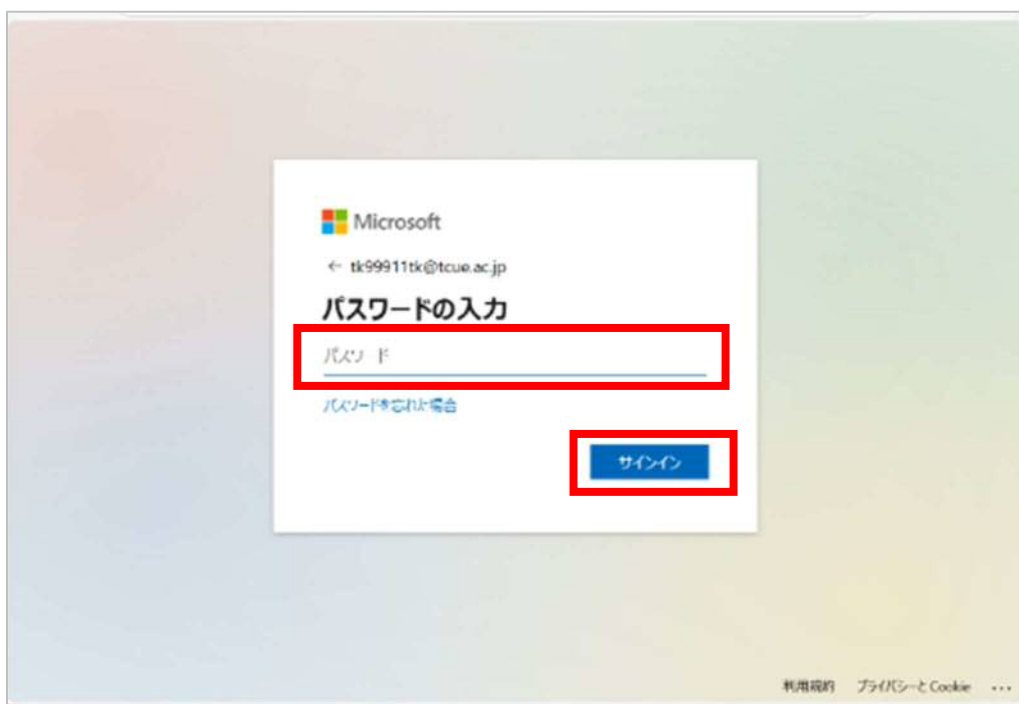 Microsoft
← tk99911tk@tcue.ac.jp
パスワードの入力
パスワード
パスワードを忘れた場合
サインイン
利用規約 プライバシーと Cookie ...